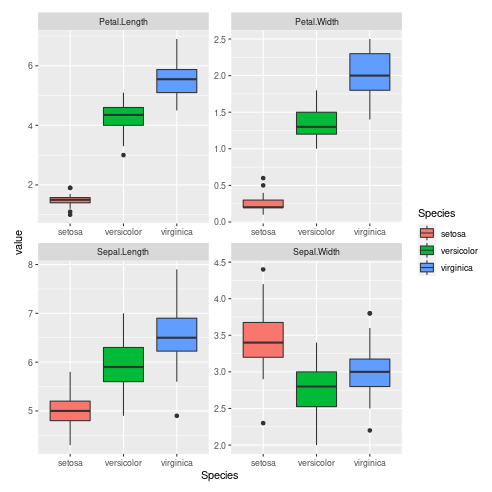 Petal.Length
Petal.Width
6
4
2
2.5
2.0
1.5
1.0
0.5
0.0
setosa versicolor virginica
setosa versicolor virginica
value
Sepal.Length
Sepal.Width
8
7
6
5
4.5
4.0
3.5
3.0
2.5
2.0
setosa versicolor virginica
setosa versicolor virginica
Species
Species
setosa
versicolor
virginica